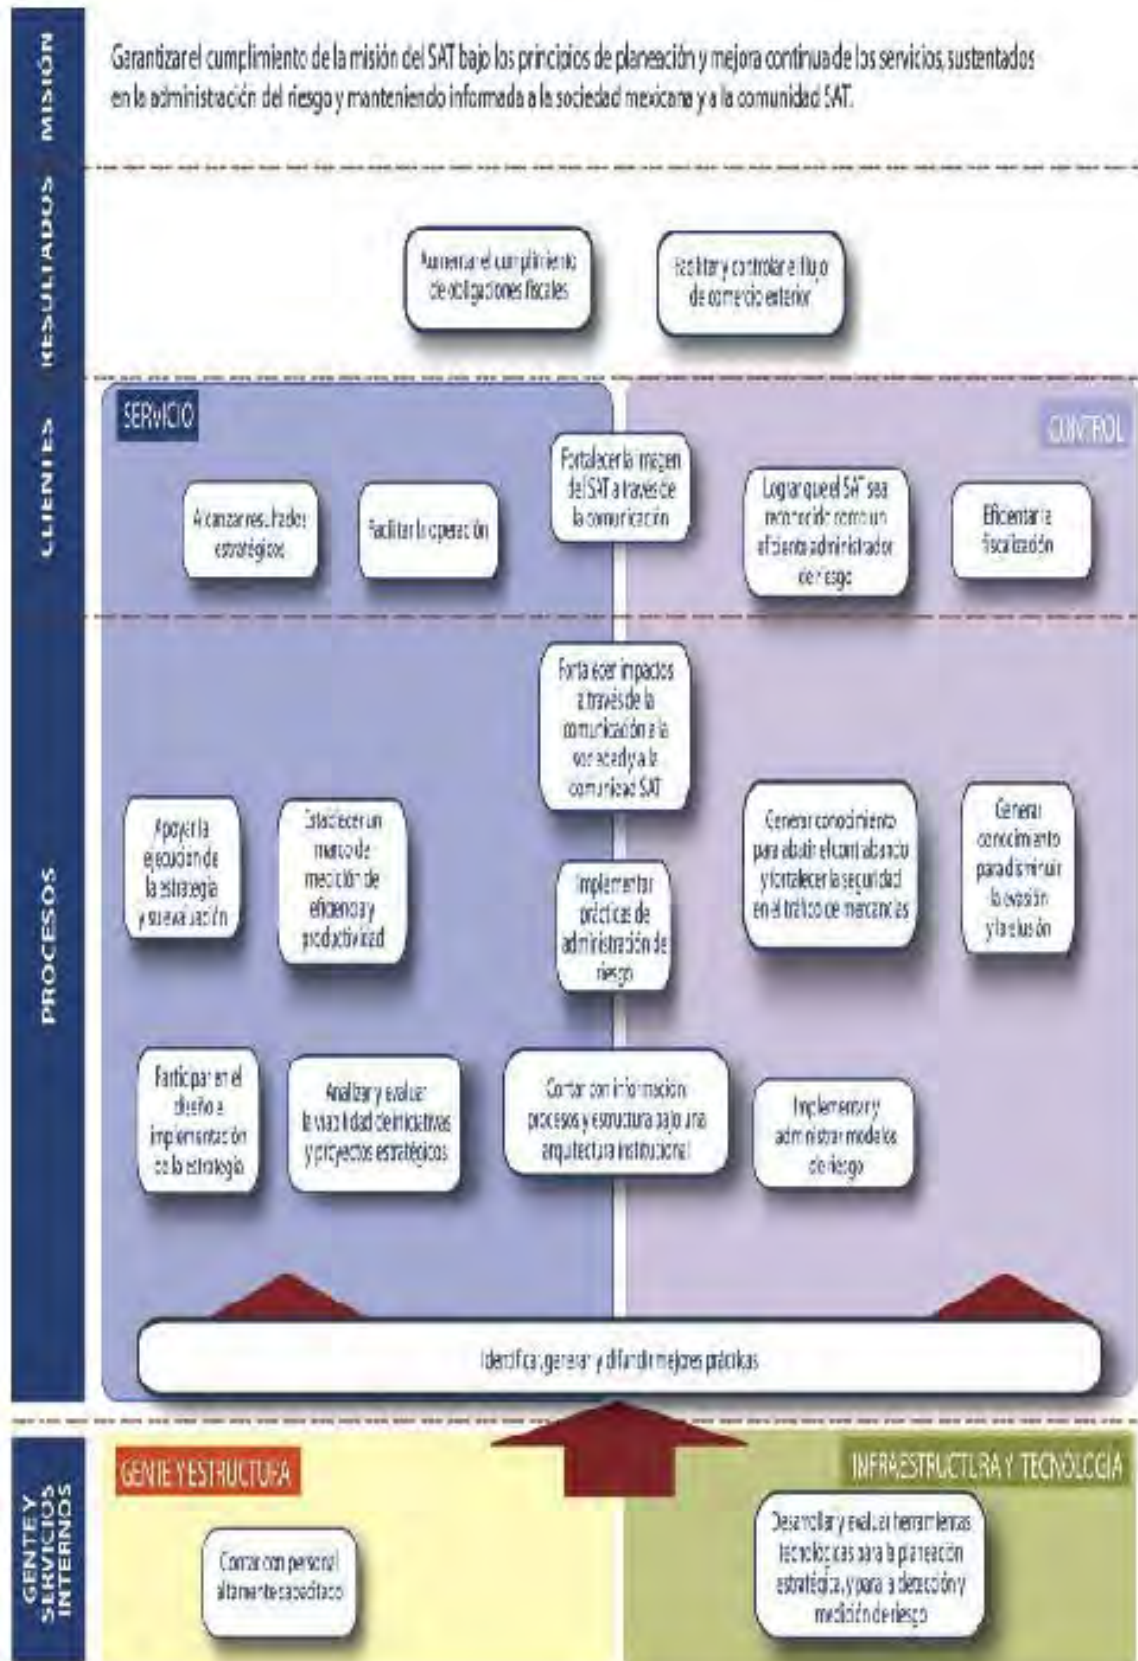 MISIÓN
Garantizar el cumplimiento de la misión del SAT bajo los principios de planeación y mejora continua de los servicios, sustentados
en la administración del riesgo y manteniendo informada a la sociedad mexicana y a la comunidad SAT.
RESULTADOS
Aumentar el cumplimiento
de obligaciones fiscales
Facilitar y controlar el flujo
de comercio exterior
CLIENTES
SERVICIO
CONTROL
Alcanzar resultados
estratégicos
Facilitar la operación
Fortalecer la imagen
del SAT a través de
la comunicación
Lograr que el SAT sea
reconocido como un
eficiente administrador
de riesgo
Eficientar la
fiscalización
PROCESOS
Fortalecer impactos
a través de la
comunicación a la
sociedad y a la
comunidad SAT
Apoyar la
ejecución de
la estrategia
y su evaluación
Establecer un
marco de
medición de
eficiencia y
productividad
Implementar
prácticas de
administración de
riesgo
Generar conocimiento
para abatir el contrabando
y fortalecer la seguridad
en el tráfico de mercancías
Generar
conocimiento
para disminuir
la evasión
y la elusión
Participar en el
diseño e
implementación
de la estrategia
Analizar y evaluar
la viabilidad de iniciativas
y proyectos estratégicos
Contar con información,
procesos y estructura bajo una
arquitectura institucional
Implementar y
administrar modelos
de riesgo
Identificar, generar y difundir mejores prácticas
GENTE Y
SERVICIOS
INTERNOS
GENTE Y ESTRUCTURA
INFRAESTRUCTURA Y TECNOLOGÍA
Contar con personal
altamente capacitado
Desarrollar y evaluar herramientas
tecnológicas para la planeación
estratégica, y para la detección y
medición de riesgo